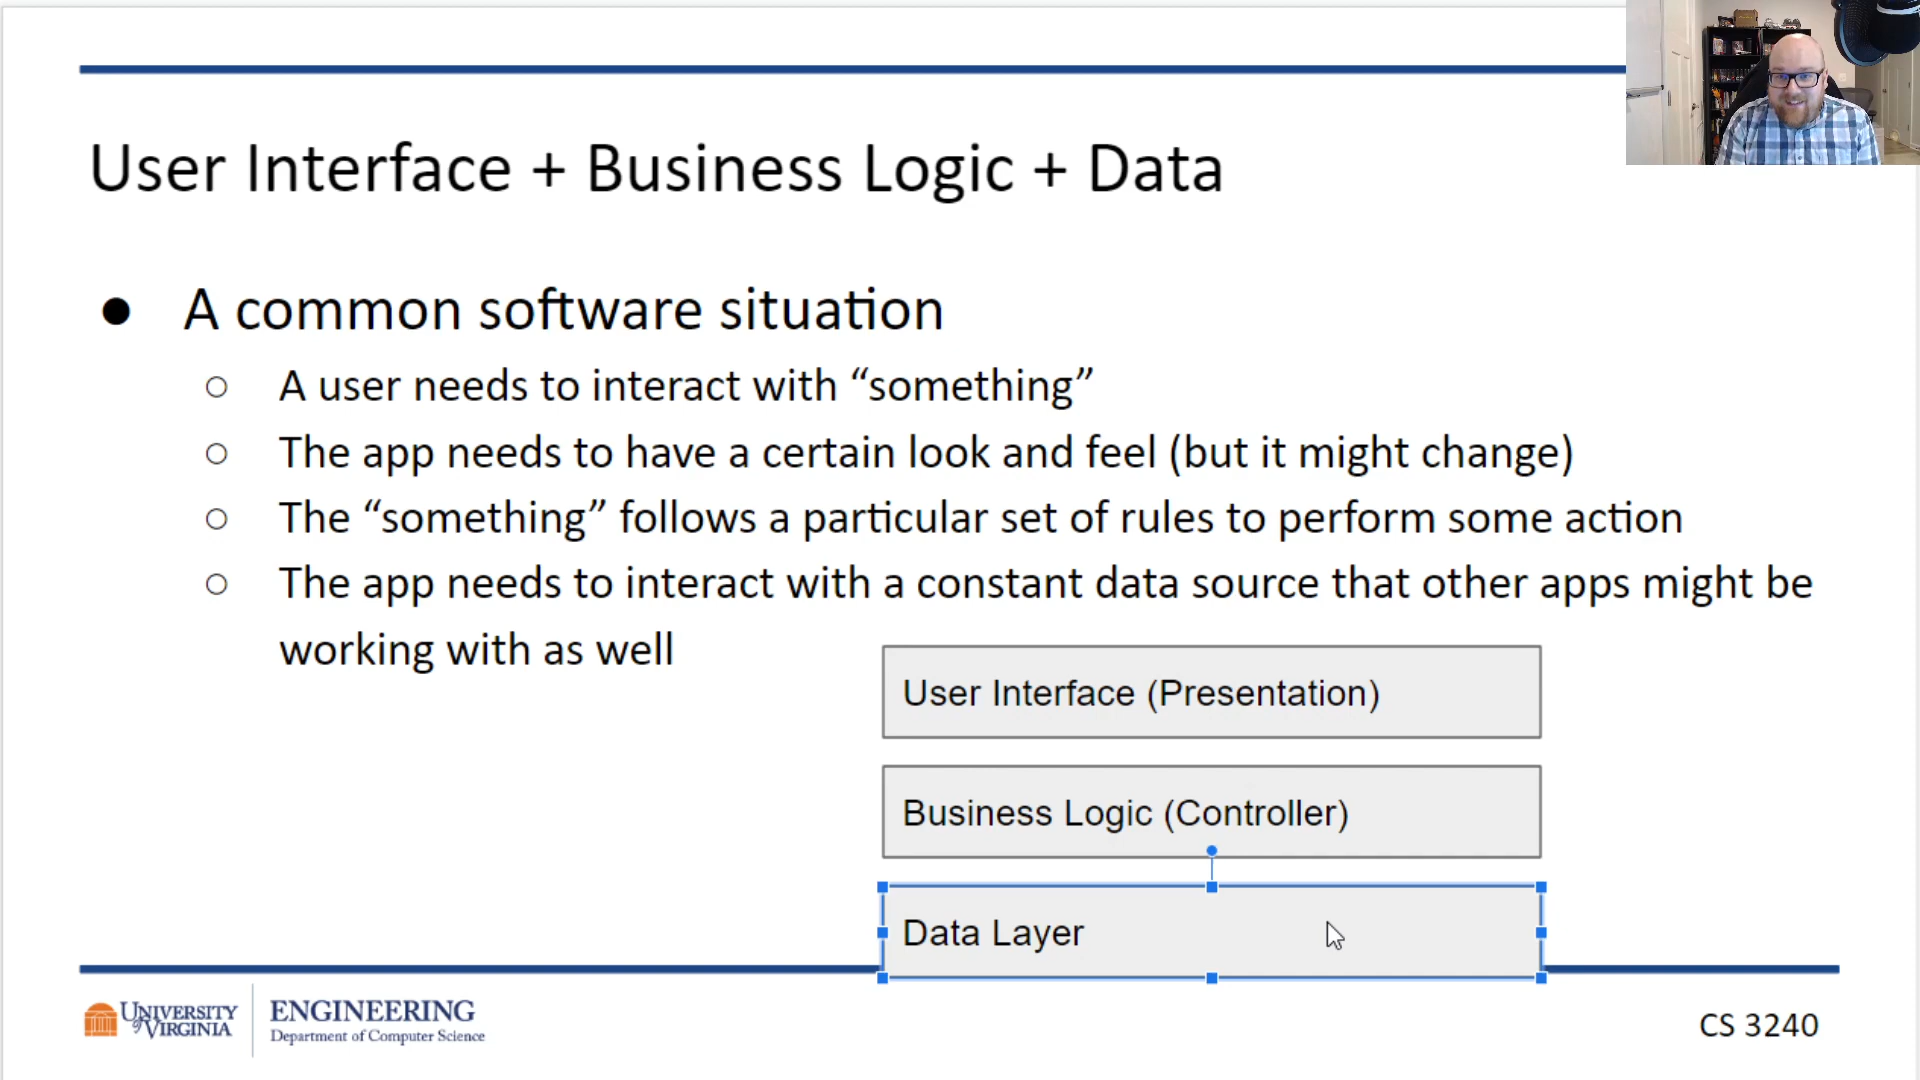 User Interface + Business Logic + Data
● A common software situation
○ A user needs to interact with “something”
○ The app needs to have a certain look and feel (but it might change)
○ The “something” follows a particular set of rules to perform some action
○ The app needs to interact with a constant data source that other apps might be
working with as well
User Interface (Presentation)
Business Logic (Controller)
Data Layer
UNIVERSITY
of VIRGINIA
ENGINEERING
Department of Computer Science
CS 3240